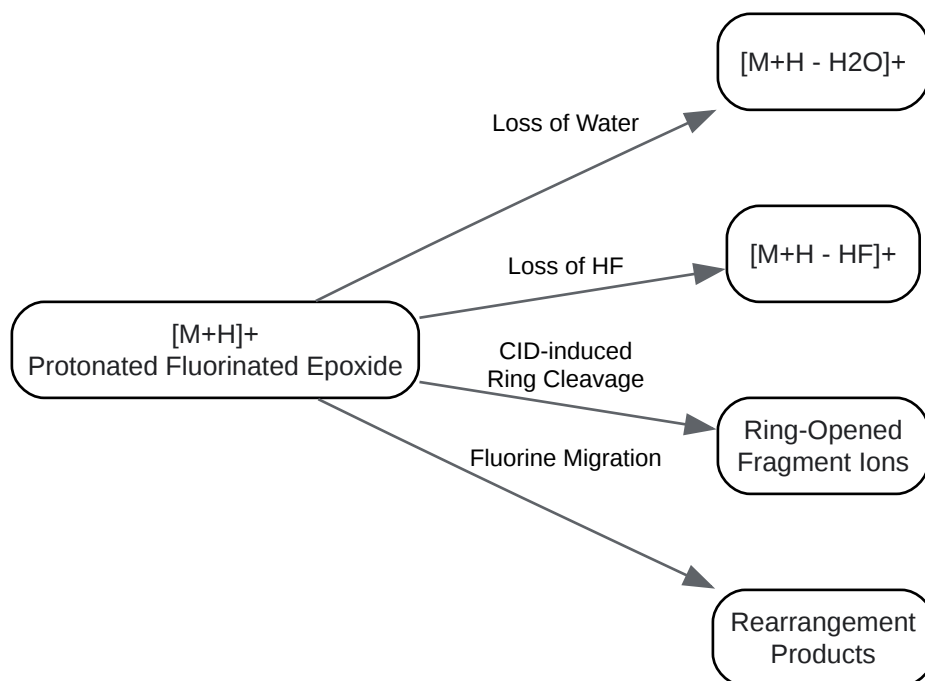 [M+H - H2O]+
Loss of Water
Loss of HF
[M+H - HF]+
[M+H]+
Protonated Fluorinated Epoxide
CID-induced
Ring Cleavage
Ring-Opened
Fragment Ions
Fluorine Migration
Rearrangement
Products